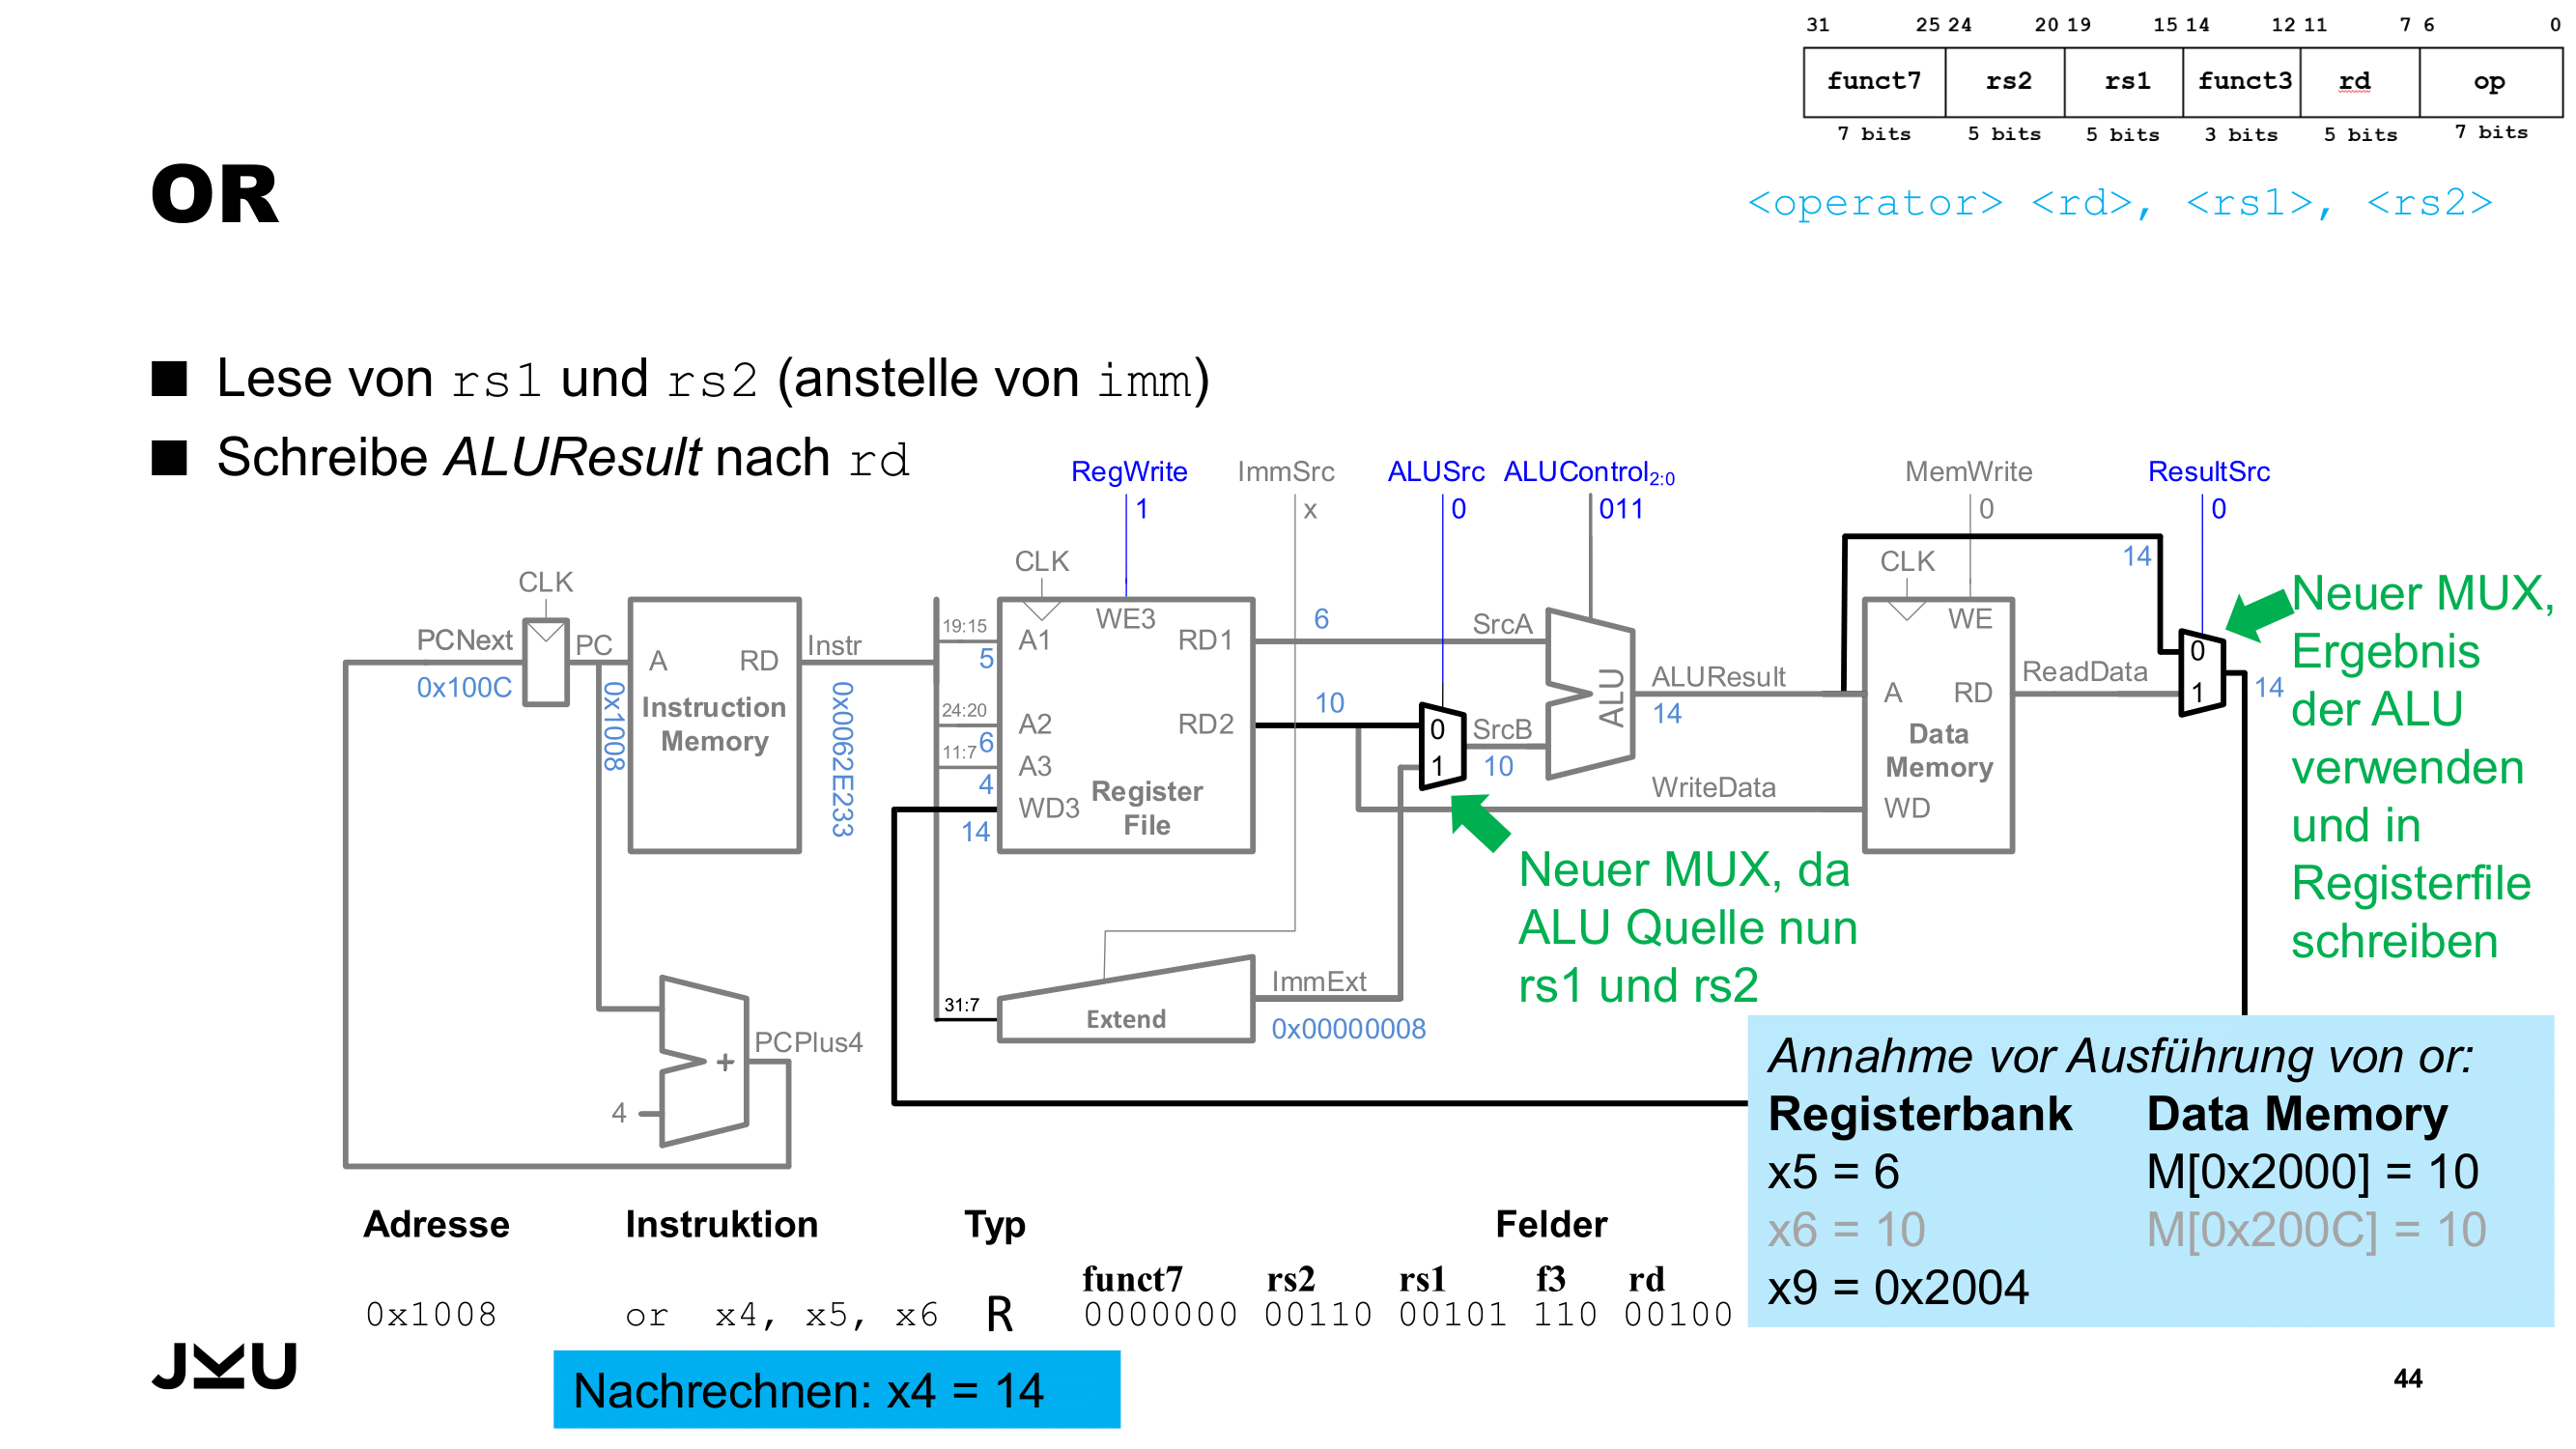 31 25 24 20 19 15 14 12 11 7 6 0
funct7 rs2 rs1 funct3 rd op
7 bits 5 bits 5 bits 3 bits 5 bits 7 bits
OR
<operator> <rd>, <rs1>, <rs2>
■ Lese von rs1 und rs2 (anstelle von imm)
■ Schreibe ALUResult nach rd
RegWrite ImmSrc ALUSrc ALUControl2:0 MemWrite ResultSrc
1 x 0 011 0 0
14
CLK CLK CLK
PCNext PC
0x100C
0x1008
A RD
Instruction
Memory
Instr
0x0062E233
19:15
5
24:20
6
11:7
4
14
A1 WE3 RD1
A2 RD2
A3
WD3
Register
File
6
10
0
1
SrcA
SrcB
10
ALU
ALUResult
14
WriteData
WE
A RD
Data
Memory
WD
ReadData
0
1
14
Neuer MUX,
Ergebnis
der ALU
verwenden
und in
Registerfile
schreiben
Neuer MUX, da
ALU Quelle nun
rs1 und rs2
31:7
Extend
ImmExt
0x00000008
+
PCPlus4
4
Annahme vor Ausführung von or:
Registerbank Data Memory
x5 = 6 M[0x2000] = 10
x6 = 10 M[0x200C] = 10
x9 = 0x2004
Adresse Instruktion Typ Felder
funct7 rs2 rs1 f3 rd
0x1008 or x4, x5, x6 R 0000000 00110 00101 110 00100
JKU
Nachrechnen: x4 = 14
44